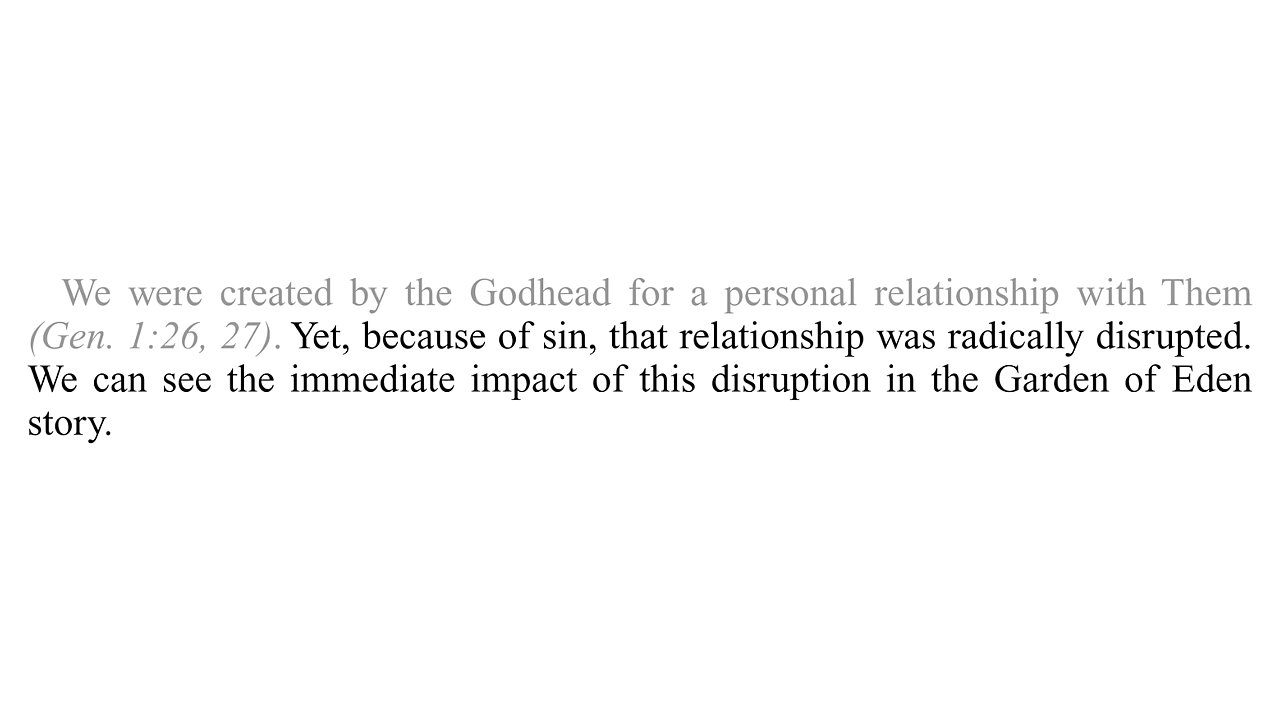 We were created by the Godhead for a personal relationship with Them
(Gen. 1:26, 27). Yet, because of sin, that relationship was radically disrupted.
We can see the immediate impact of this disruption in the Garden of Eden
story.